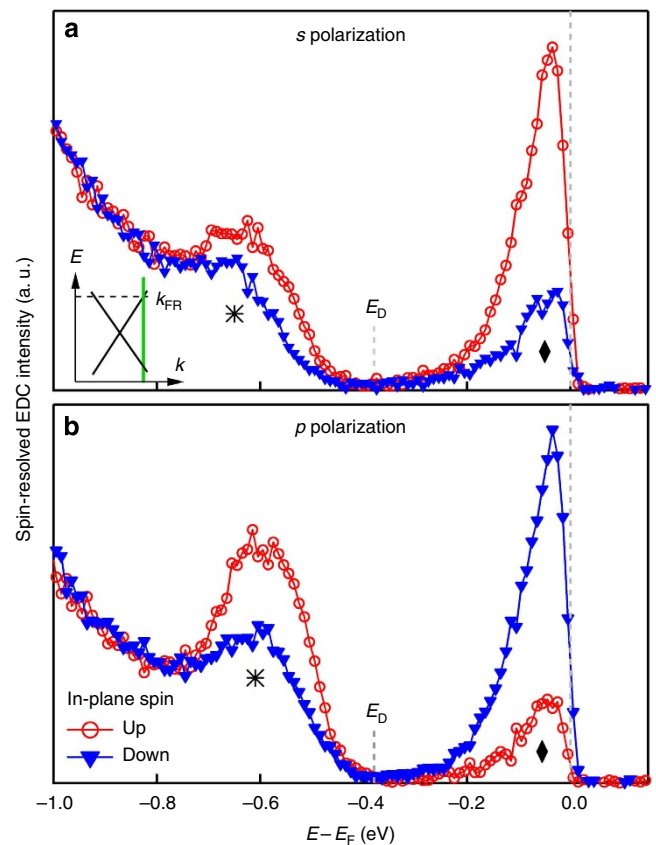 a
s polarization
E
k_FR
k
E_D
b
p polarization
In-plane spin
Up
Down
E_D
−1.0 −0.8 −0.6 −0.4 −0.2 0.0
E – E_F (eV)
Spin-resolved EDC intensity (a.u.)